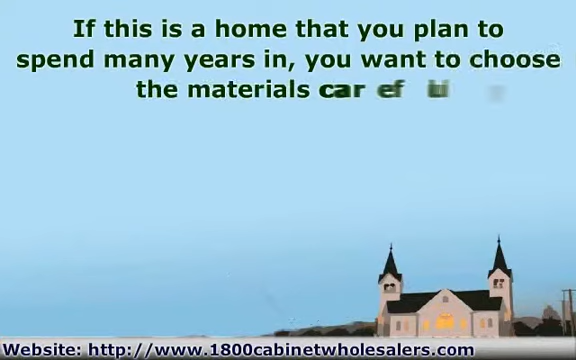 If this is a home that you plan to
spend many years in, you want to choose
the materials
Website: http://www.1800cabinetwholesalers.com